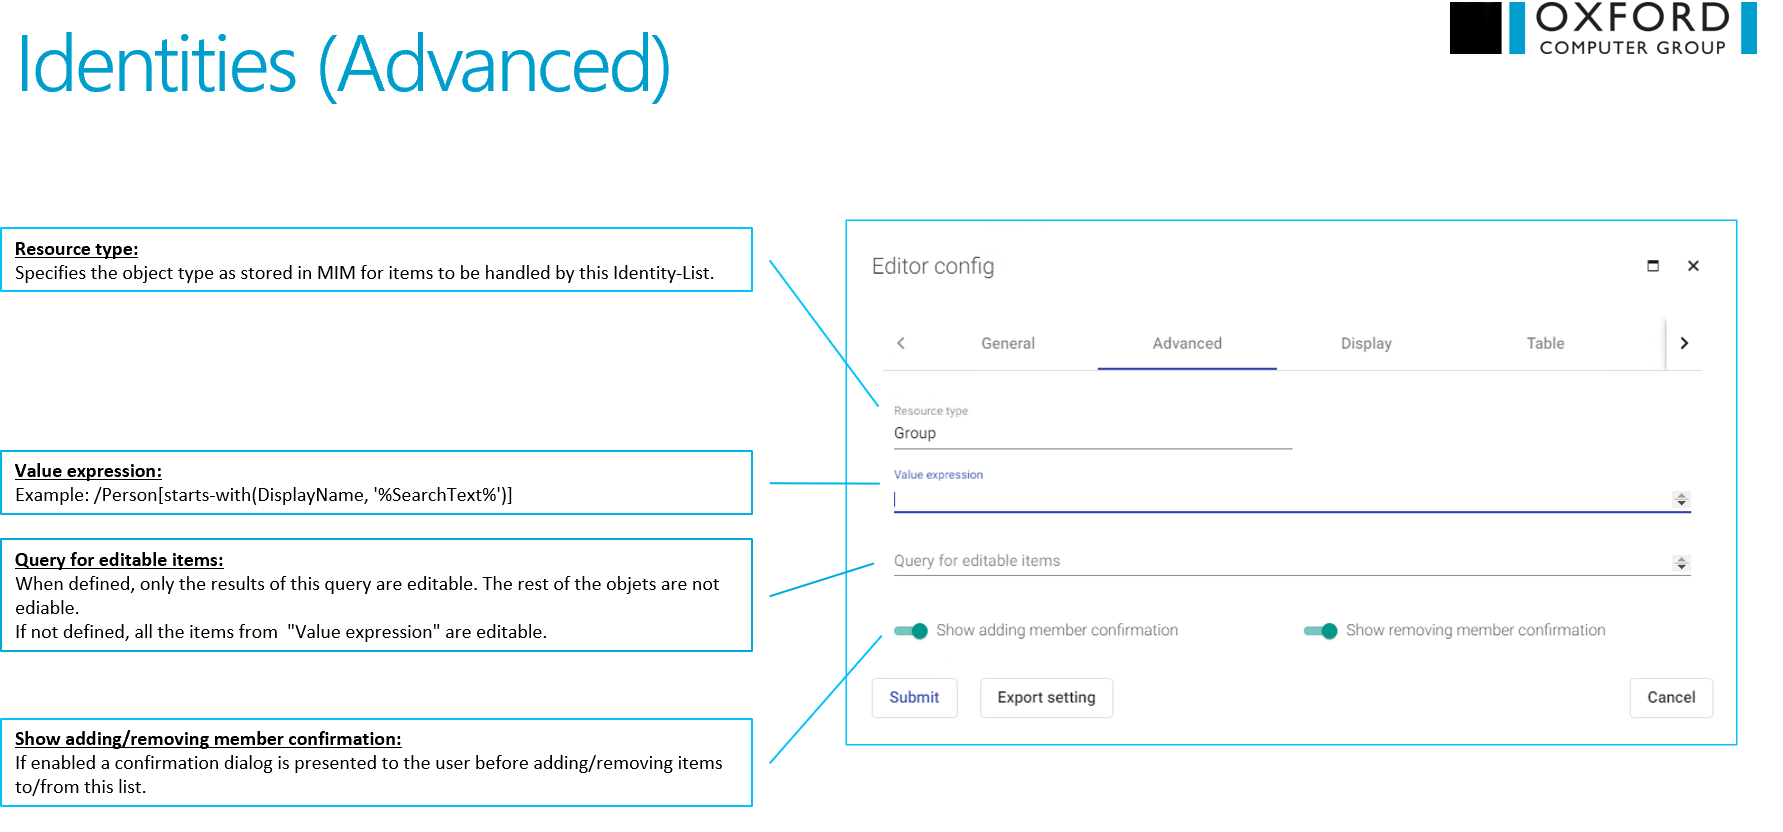 OXFORD
COMPUTER GROUP
Identities (Advanced)
Resource type:
Specifies the object type as stored in MIM for items to be handled by this Identity-List.
Value expression:
Example: /Person[starts-with(DisplayName, '%SearchText%')]
Query for editable items:
When defined, only the results of this query are editable. The rest of the objets are not
ediable.
If not defined, all the items from  "Value expression" are editable.
Show adding/removing member confirmation:
If enabled a confirmation dialog is presented to the user before adding/removing items
to/from this list.
Editor config
General
Advanced
Display
Table
Resource type
Group
Value expression
Query for editable items
Show adding member confirmation
Show removing member confirmation
Submit
Export setting
Cancel